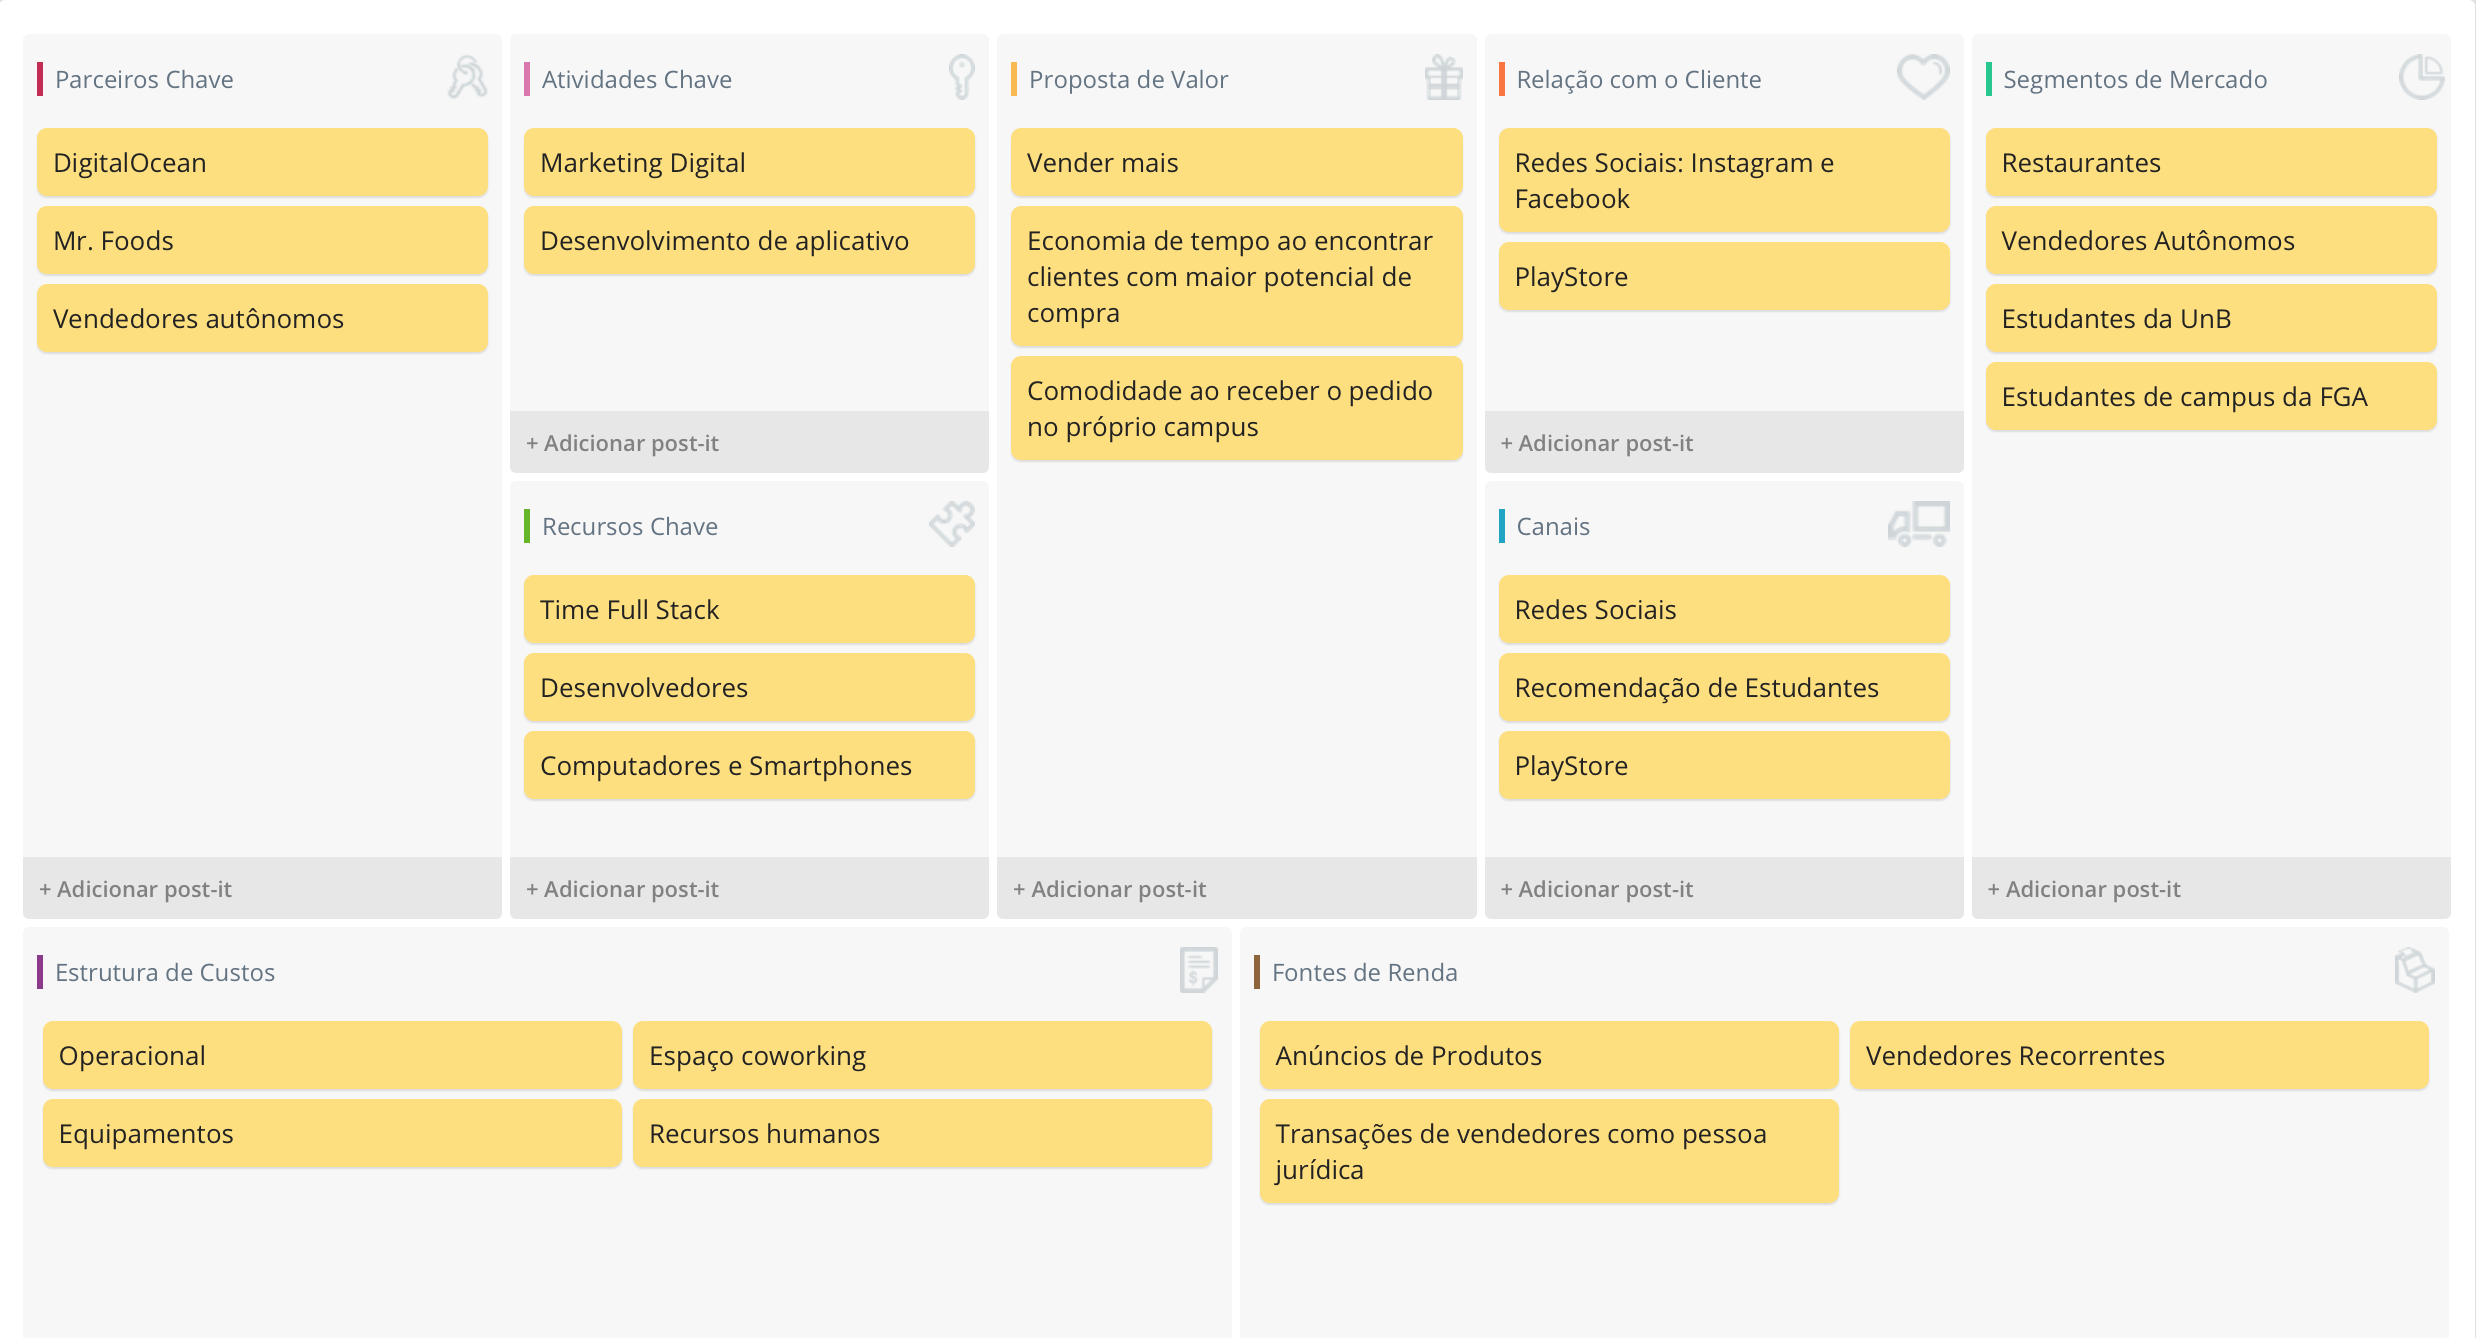 Parceiros Chave
DigitalOcean
Mr. Foods
Vendedores autônomos
+ Adicionar post-it
Atividades Chave
Marketing Digital
Desenvolvimento de aplicativo
+ Adicionar post-it
Recursos Chave
Time Full Stack
Desenvolvedores
Computadores e Smartphones
+ Adicionar post-it
Proposta de Valor
Vender mais
Economia de tempo ao encontrar
clientes com maior potencial de
compra
Comodidade ao receber o pedido
no próprio campus
+ Adicionar post-it
Relação com o Cliente
Redes Sociais: Instagram e
Facebook
PlayStore
+ Adicionar post-it
Canais
Redes Sociais
Recomendação de Estudantes
PlayStore
+ Adicionar post-it
Segmentos de Mercado
Restaurantes
Vendedores Autônomos
Estudantes da UnB
Estudantes de campus da FGA
+ Adicionar post-it
Estrutura de Custos
Operacional
Espaço coworking
Equipamentos
Recursos humanos
Fontes de Renda
Anúncios de Produtos
Vendedores Recorrentes
Transações de vendedores como pessoa
jurídica